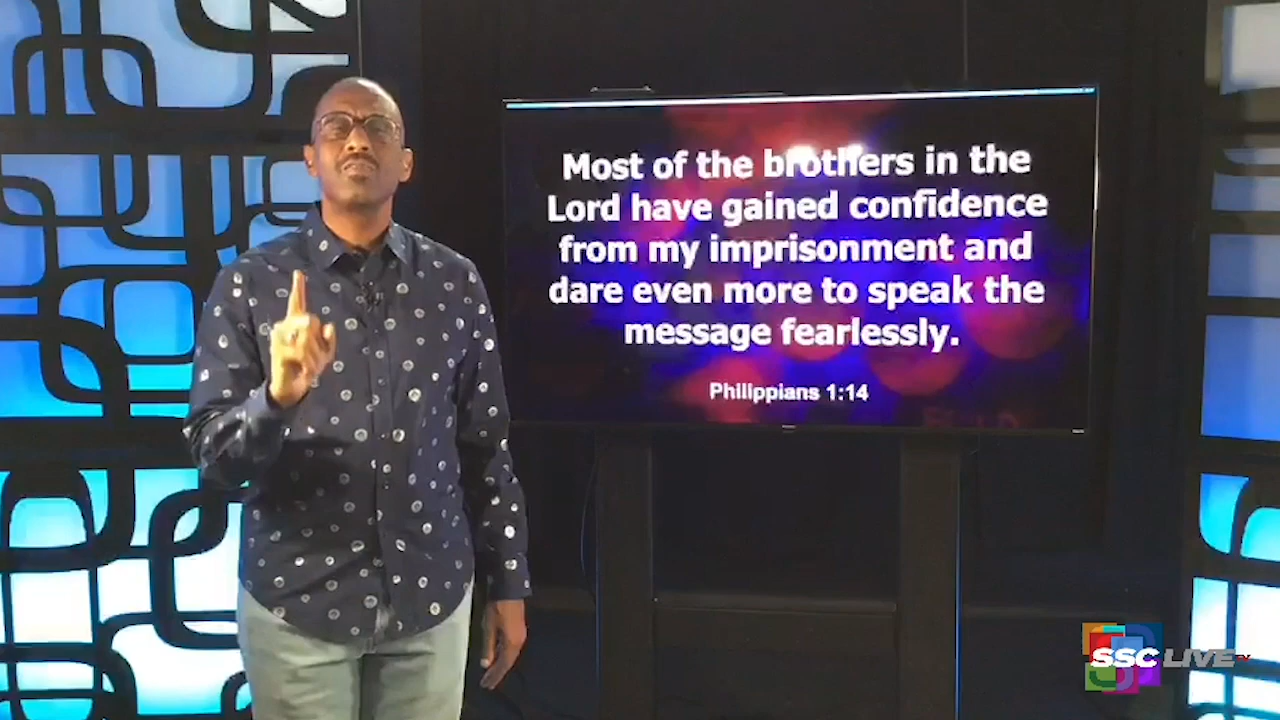 Most of the brothers in the
Lord have gained confidence
from my imprisonment and
dare even more to speak the
message fearlessly.
Philippians 1:14
SSC LIVE